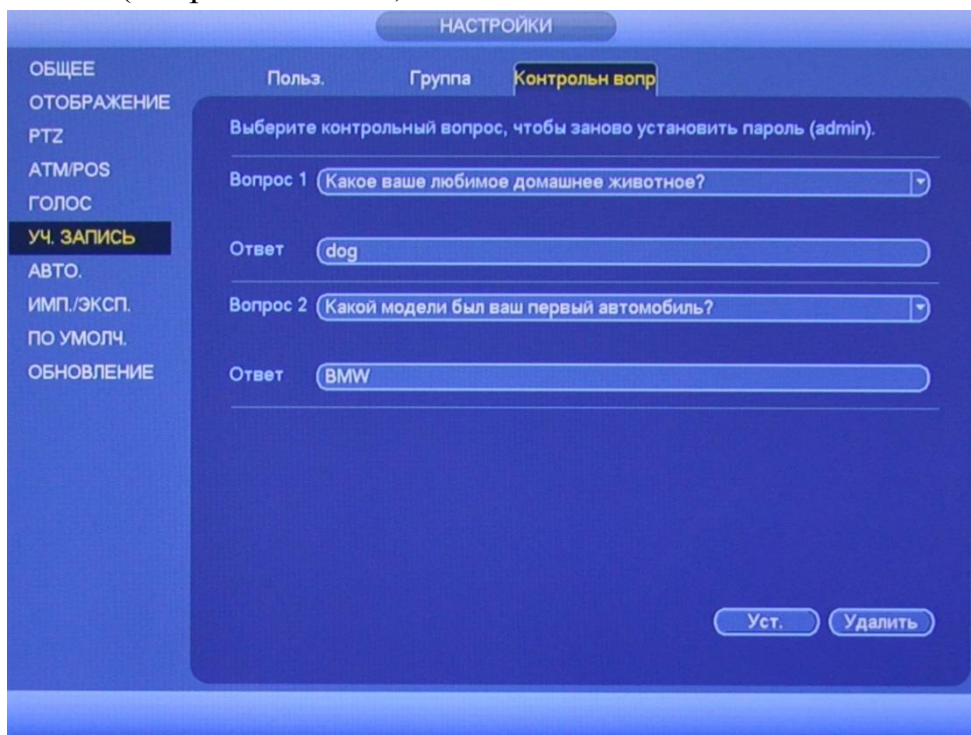 НАСТРОЙКИ
ОБЩЕЕ
ОТОБРАЖЕНИЕ
PTZ
ATM/POS
ГОЛОС
УЧ. ЗАПИСЬ
АВТО.
ИМП./ЭКСП.
ПО УМОЛЧ.
ОБНОВЛЕНИЕ
Польз. Группа Контрольн вопр
Выберите контрольный вопрос, чтобы заново установить пароль (admin).
Вопрос 1 Какое ваше любимое домашнее животное?
Ответ dog
Вопрос 2 Какой модели был ваш первый автомобиль?
Ответ BMW
Уст. Удалить